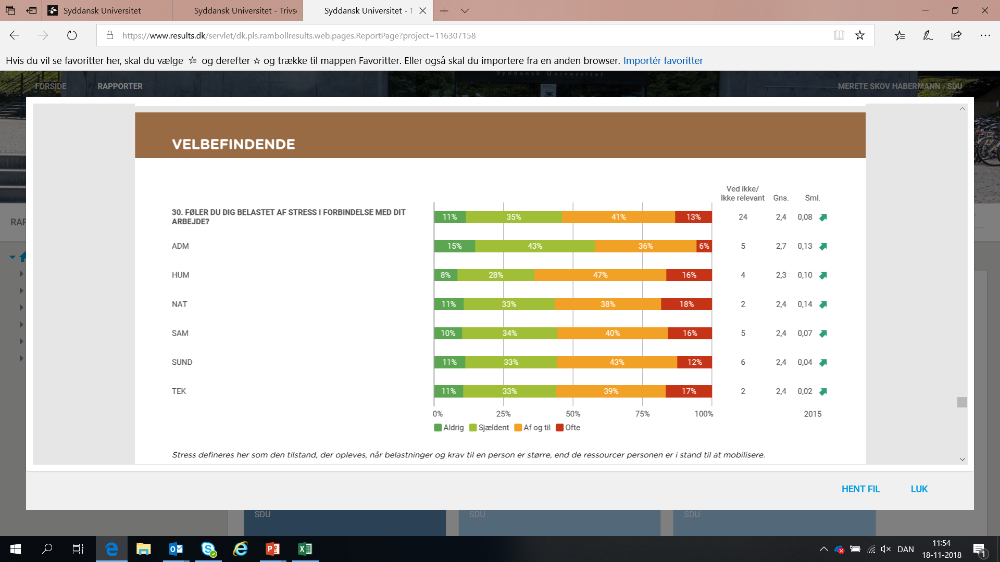 Syddansk Universitet
Syddansk Universitet - Trivs
Syddansk Universitet - T
https://www.results.dk/servlet/dk.pls.rambollresults.web.pages.ReportPage?project=116307158
Hvis du vil se favoritter her, skal du vælge og derefter og trække til mappen Favoritter. Eller også skal du importere fra en anden browser. Importér favoritter
Syddansk Universitet
FORSIDE RAPPORTER MERETE SKOV HABERMANN - SDU
VELBEFINDENDE
Ved ikke/
Ikke relevant Gns. Sml.
30. FØLER DU DIG BELASTET AF STRESS I FORBINDELSE MED DIT
ARBEJDE?
11% 35% 41% 13% 24 2,4 0,08
RAP
ADM 15% 43% 36% 6% 5 2,7 0,13
HUM 8% 28% 47% 16% 4 2,3 0,10
NAT 11% 33% 38% 18% 2 2,4 0,14
SAM 10% 34% 40% 16% 5 2,4 0,07
SUND 11% 33% 43% 12% 6 2,4 0,04
TEK 11% 33% 39% 17% 2 2,4 0,02
0% 25% 50% 75% 100% 2015
Aldrig Sjældent Af og til Ofte
Stress defineres her som den tilstand, der opleves, når belastninger og krav til en person er større, end de ressourcer personen er i stand til at mobilisere.
HENT FIL LUK
SDU SDU SDU
DAN
11:54
18-11-2018
1